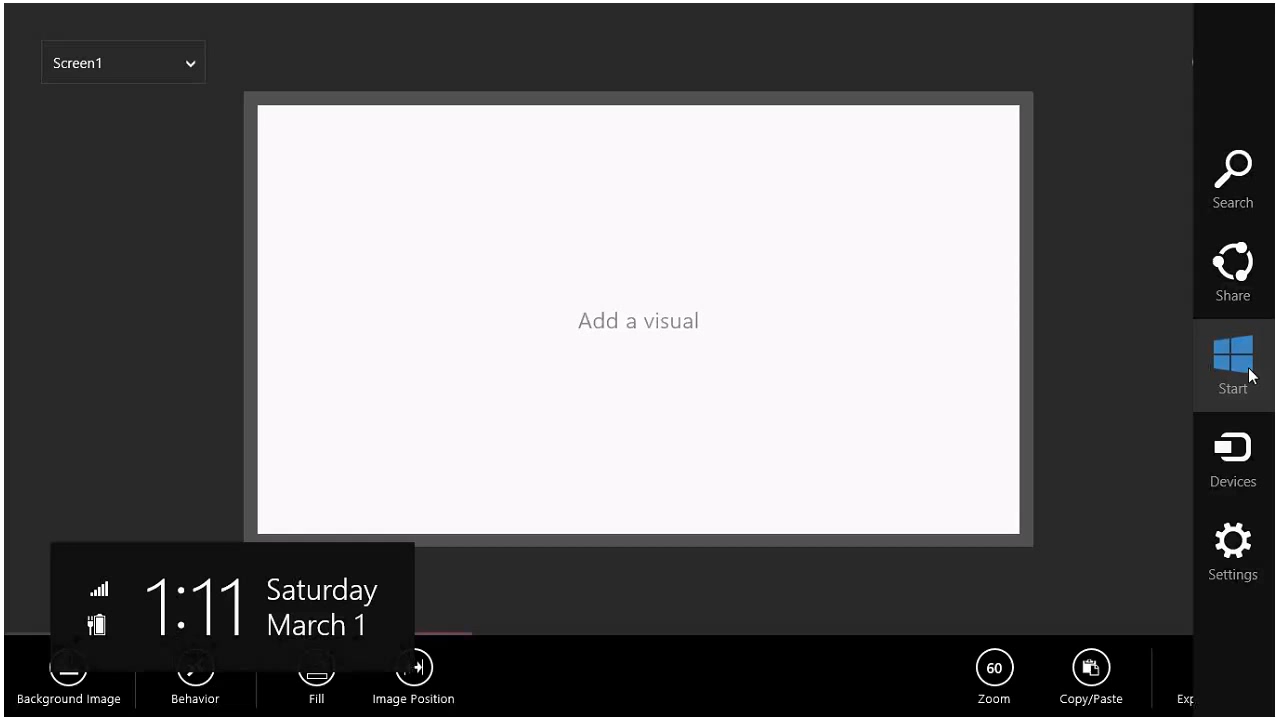 Screen1
Search
Share
Add a visual
Start
Devices
Settings
1:11
Saturday
March 1
60
Background Image
Behavior
Fill
Image Position
Zoom
Copy/Paste
Exp